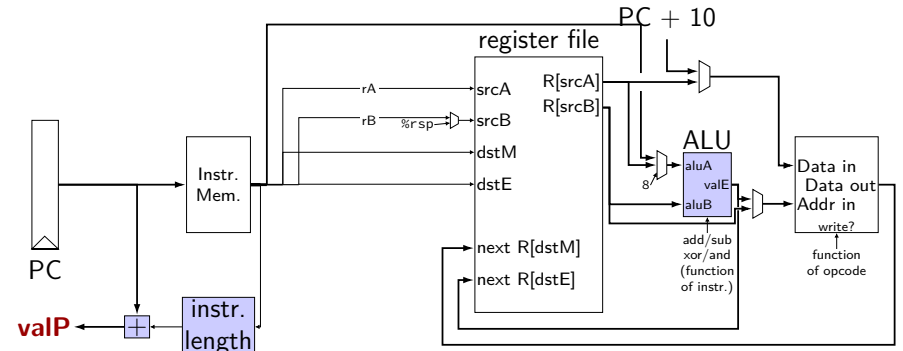 PC + 10
register file
rA
srcA
R[srcA]
R[srcB]
rB
%rsp
srcB
ALU
Instr.
Mem.
dstM
dstE
8
aluA
valE
aluB
Data in
Data out
Addr in
write?
add/sub
xor/and
(function
of instr.)
function
of opcode
next R[dstM]
next R[dstE]
PC
instr.
length
+
valP